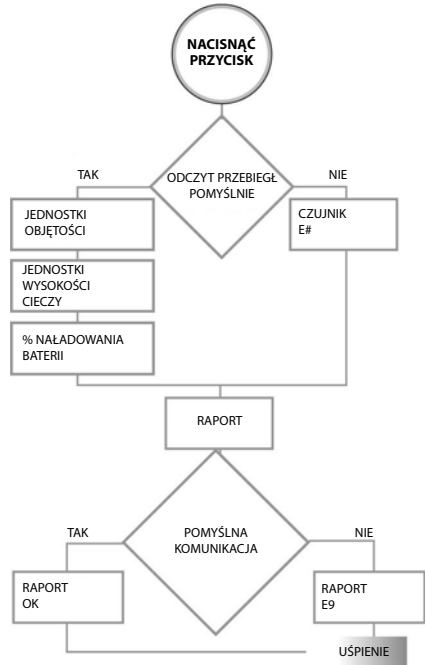 NACISNĄĆ
PRZYCISK
ODCZYT PRZEBIEGŁ
POMYŚLNIE
TAK
NIE
JEDNOSTKI
OBJĘTOŚCI
CZUJNIK
E#
JEDNOSTKI
WYSOKOŚCI
CIECZY
% NAŁADOWANIA
BATERII
RAPORT
POMYŚLNA
KOMUNIKACJA
TAK
NIE
RAPORT
OK
RAPORT
E9
UŚPIENIE